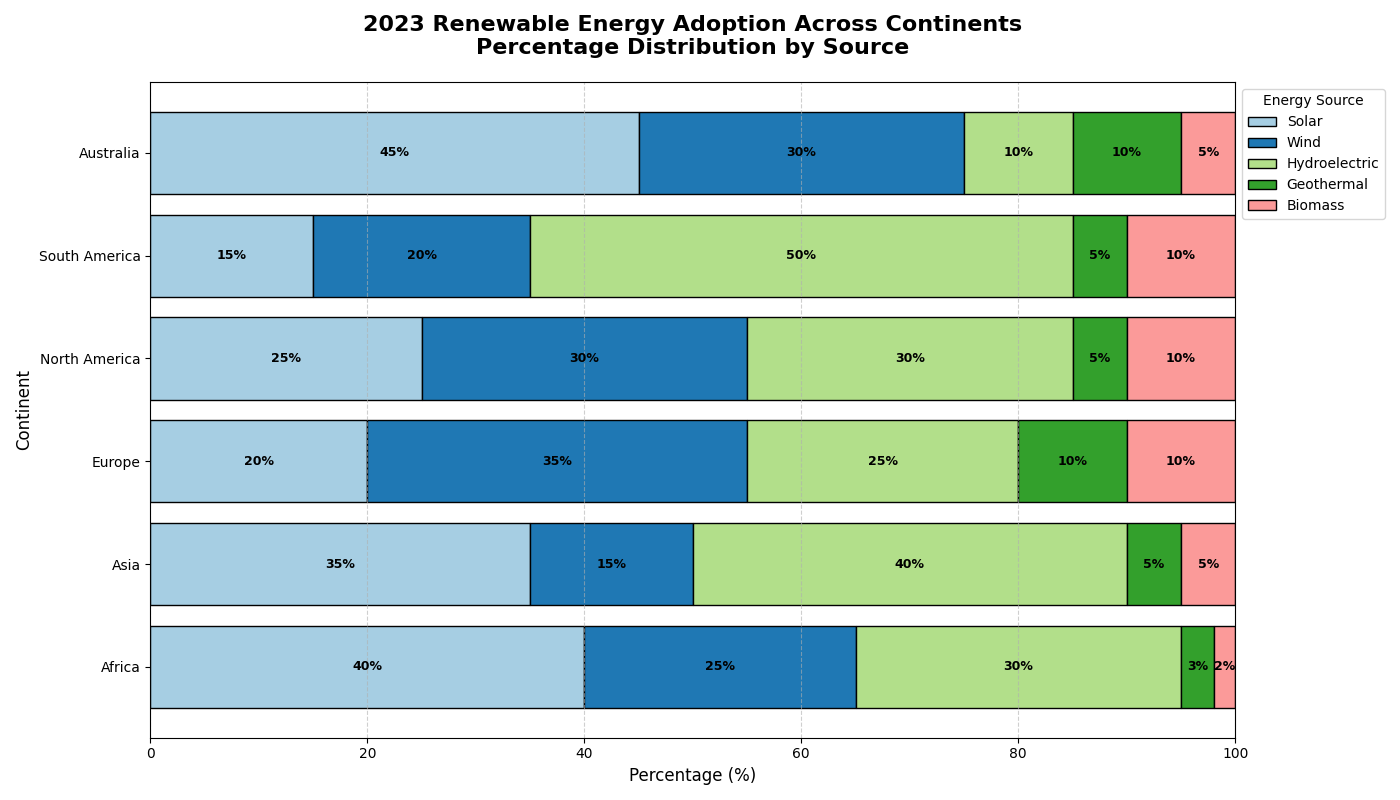 2023 Renewable Energy Adoption Across Continents
Percentage Distribution by Source
Energy Source
Solar
Wind
Hydroelectric
Geothermal
Biomass
Continent
Australia
45%
30%
10%
10%
5%
South America
15%
20%
50%
5%
10%
North America
25%
30%
30%
5%
10%
Europe
20%
35%
25%
10%
10%
Asia
35%
15%
40%
5%
5%
Africa
40%
25%
30%
3%
2%
0
20
40
60
80
100
Percentage (%)